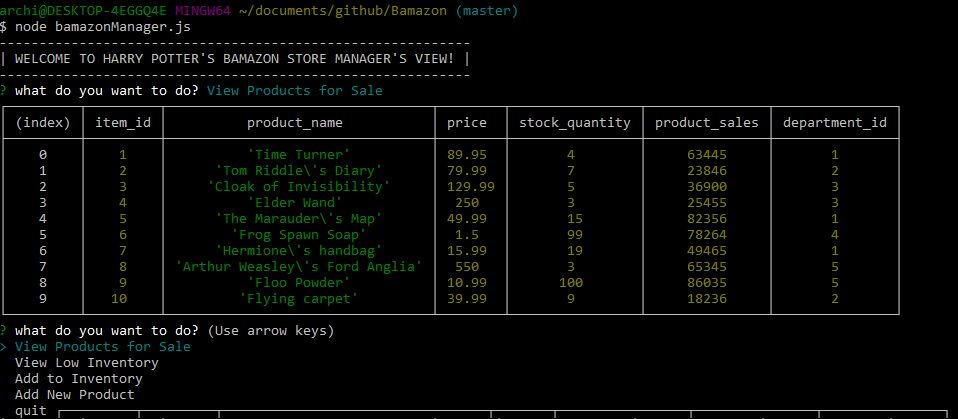 archi@DESKTOP-4EGGQ4E MINGW64 ~/documents/github/Bamazon (master)
$ node bamazonManager.js
---------------------------------------------------------
| WELCOME TO HARRY POTTER'S BAMAZON STORE MANAGER'S VIEW! |
---------------------------------------------------------
? what do you want to do? View Products for Sale
(index) item_id product_name price stock_quantity product_sales department_id
0 1 'Time Turner' 89.95 4 63445 1
1 2 'Tom Riddle\'s Diary' 79.99 7 23846 2
2 3 'Cloak of Invisibility' 129.99 5 36900 3
3 4 'Elder Wand' 250 3 25455 3
4 5 'The Marauder\'s Map' 49.99 15 82356 1
5 6 'Frog Spawn Soap' 1.5 99 78264 4
6 7 'Hermione\'s handbag' 15.99 19 49465 1
7 8 'Arthur Weasley\'s Ford Anglia' 550 3 65345 5
8 9 'Floo Powder' 10.99 100 86035 5
9 10 'Flying carpet' 39.99 9 18236 2
? what do you want to do? (Use arrow keys)
> View Products for Sale
View Low Inventory
Add to Inventory
Add New Product
quit